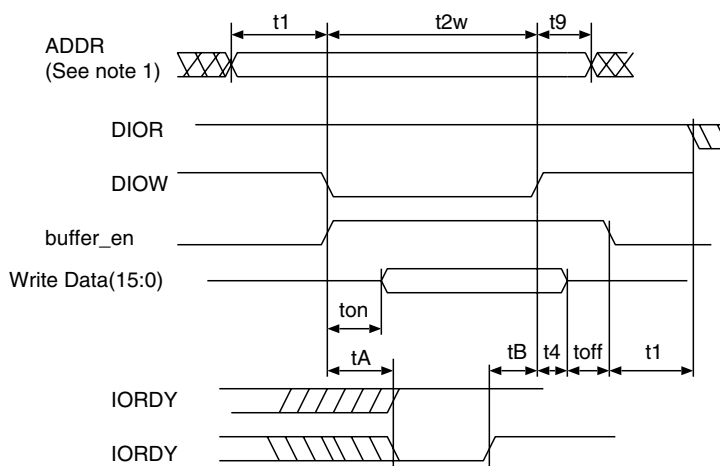 t1 t2w t9
ADDR
(See note 1)
DIOR
DIOW
buffer_en
Write Data(15:0)
ton
tA tB t4 toff t1
IORDY
IORDY